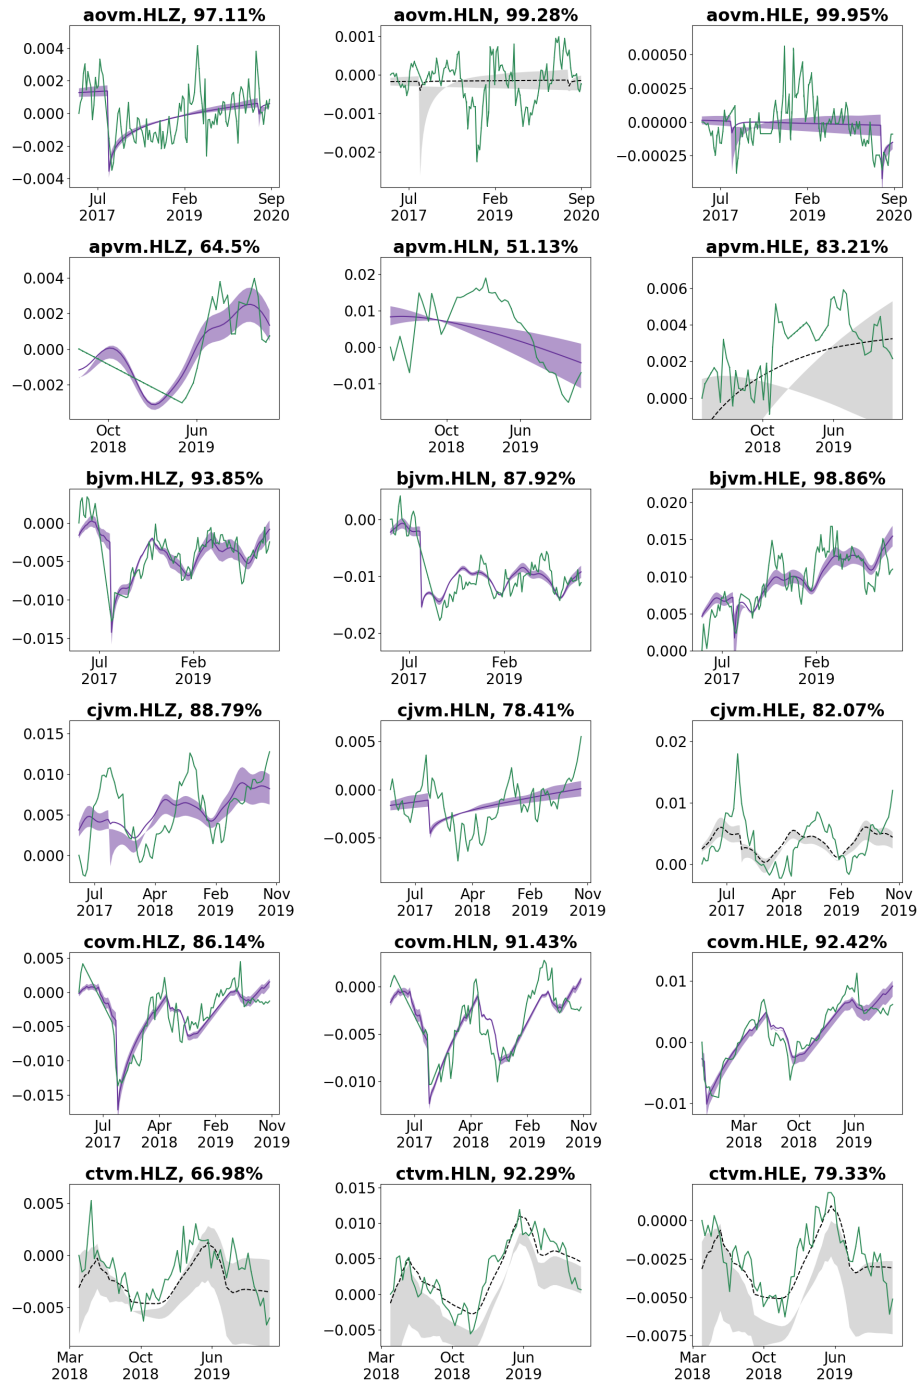 aovm.HLZ, 97.11%
0.004
0.002
0.000
−0.002
−0.004
Jul
2017
Feb
2019
Sep
2020
aovm.HLN, 99.28%
0.001
0.000
−0.001
−0.002
Jul
2017
Feb
2019
Sep
2020
aovm.HLE, 99.95%
0.00050
0.00025
0.00000
−0.00025
Jul
2017
Feb
2019
Sep
2020
apvm.HLZ, 64.5%
0.004
0.002
0.000
−0.002
Oct
2018
Jun
2019
apvm.HLN, 51.13%
0.02
0.01
0.00
−0.01
Oct
2018
Jun
2019
apvm.HLE, 83.21%
0.006
0.004
0.002
0.000
Oct
2018
Jun
2019
bjvm.HLZ, 93.85%
0.000
−0.005
−0.010
−0.015
Jul
2017
Feb
2019
bjvm.HLN, 87.92%
0.00
−0.01
−0.02
Jul
2017
Feb
2019
bjvm.HLE, 98.86%
0.020
0.015
0.010
0.005
0.000
Jul
2017
Feb
2019
cjvm.HLZ, 88.79%
0.015
0.010
0.005
0.000
Jul
2017
Apr
2018
Feb
2019
Nov
2019
cjvm.HLN, 78.41%
0.005
0.000
−0.005
Jul
2017
Apr
2018
Feb
2019
Nov
2019
cjvm.HLE, 82.07%
0.02
0.01
0.00
Jul
2017
Apr
2018
Feb
2019
Nov
2019
covm.HLZ, 86.14%
0.005
0.000
−0.005
−0.010
−0.015
Jul
2017
Apr
2018
Feb
2019
Nov
2019
covm.HLN, 91.43%
0.000
−0.005
−0.010
Jul
2017
Apr
2018
Feb
2019
Nov
2019
covm.HLE, 92.42%
0.01
0.00
−0.01
Mar
2018
Oct
2018
Jun
2019
ctvm.HLZ, 66.98%
0.005
0.000
−0.005
Mar
2018
Oct
2018
Jun
2019
ctvm.HLN, 92.29%
0.015
0.010
0.005
0.000
−0.005
Mar
2018
Oct
2018
Jun
2019
ctvm.HLE, 79.33%
0.0000
−0.0025
−0.0050
−0.0075
Mar
2018
Oct
2018
Jun
2019